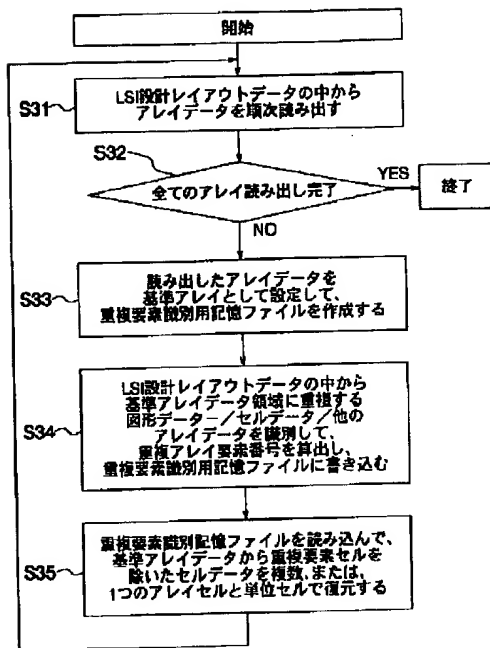 開始
S31
LSI設計レイアウトデータの中から
アレイデータを順次読み出す
S32
全てのアレイ読み出し完了
YES
終了
NO
S33
読み出したアレイデータを
基準アレイとして設定して、
重複要素識別用記憶ファイルを作成する
S34
LSI設計レイアウトデータの中から
基準アレイデータ領域に重複する
図形データー/セルデータ/他の
アレイデータを識別して、
重複アレイ要素番号を算出し、
重複要素識別用記憶ファイルに書き込む
S35
重複要素識別記憶ファイルを読み込んで、
基準アレイデータから重複要素セルを
除いたセルデータを複数、または、
1つのアレイセルと単位セルで復元する